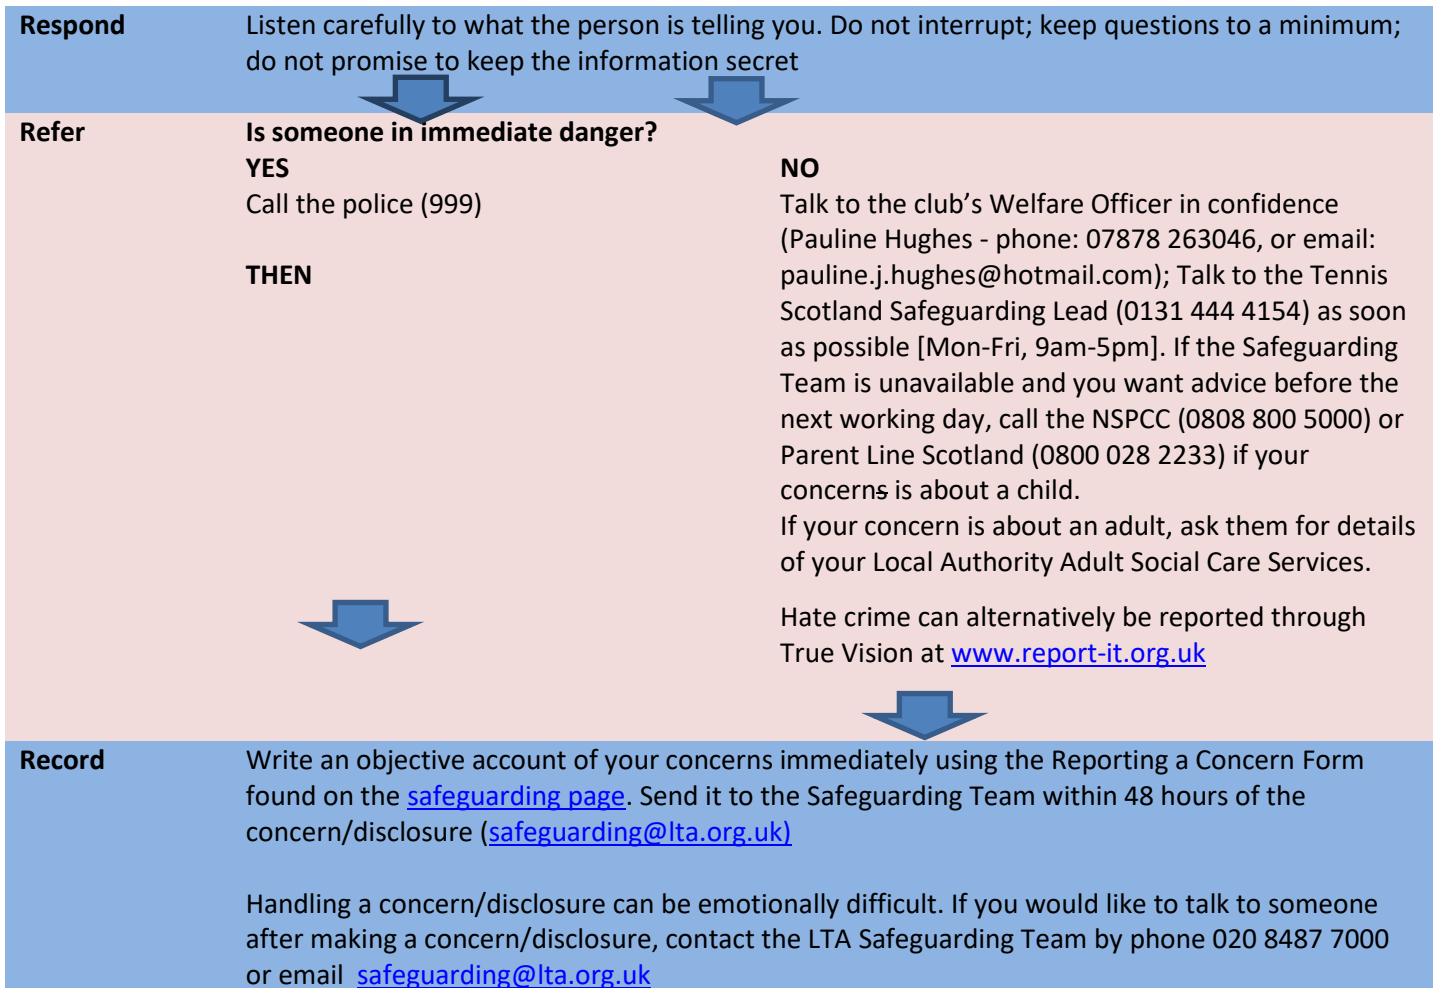 Respond
Listen carefully to what the person is telling you. Do not interrupt; keep questions to a minimum;
do not promise to keep the information secret
Refer
Is someone in immediate danger?
YES
Call the police (999)
THEN
NO
Talk to the club’s Welfare Officer in confidence
(Pauline Hughes - phone: 07878 263046, or email:
pauline.j.hughes@hotmail.com); Talk to the Tennis
Scotland Safeguarding Lead (0131 444 4154) as soon
as possible [Mon-Fri, 9am-5pm]. If the Safeguarding
Team is unavailable and you want advice before the
next working day, call the NSPCC (0808 800 5000) or
Parent Line Scotland (0800 028 2233) if your
concerns is about a child.
If your concern is about an adult, ask them for details
of your Local Authority Adult Social Care Services.
Hate crime can alternatively be reported through
True Vision at www.report-it.org.uk
Record
Write an objective account of your concerns immediately using the Reporting a Concern Form
found on the safeguarding page. Send it to the Safeguarding Team within 48 hours of the
concern/disclosure (safeguarding@lta.org.uk)
Handling a concern/disclosure can be emotionally difficult. If you would like to talk to someone
after making a concern/disclosure, contact the LTA Safeguarding Team by phone 020 8487 7000
or email safeguarding@lta.org.uk